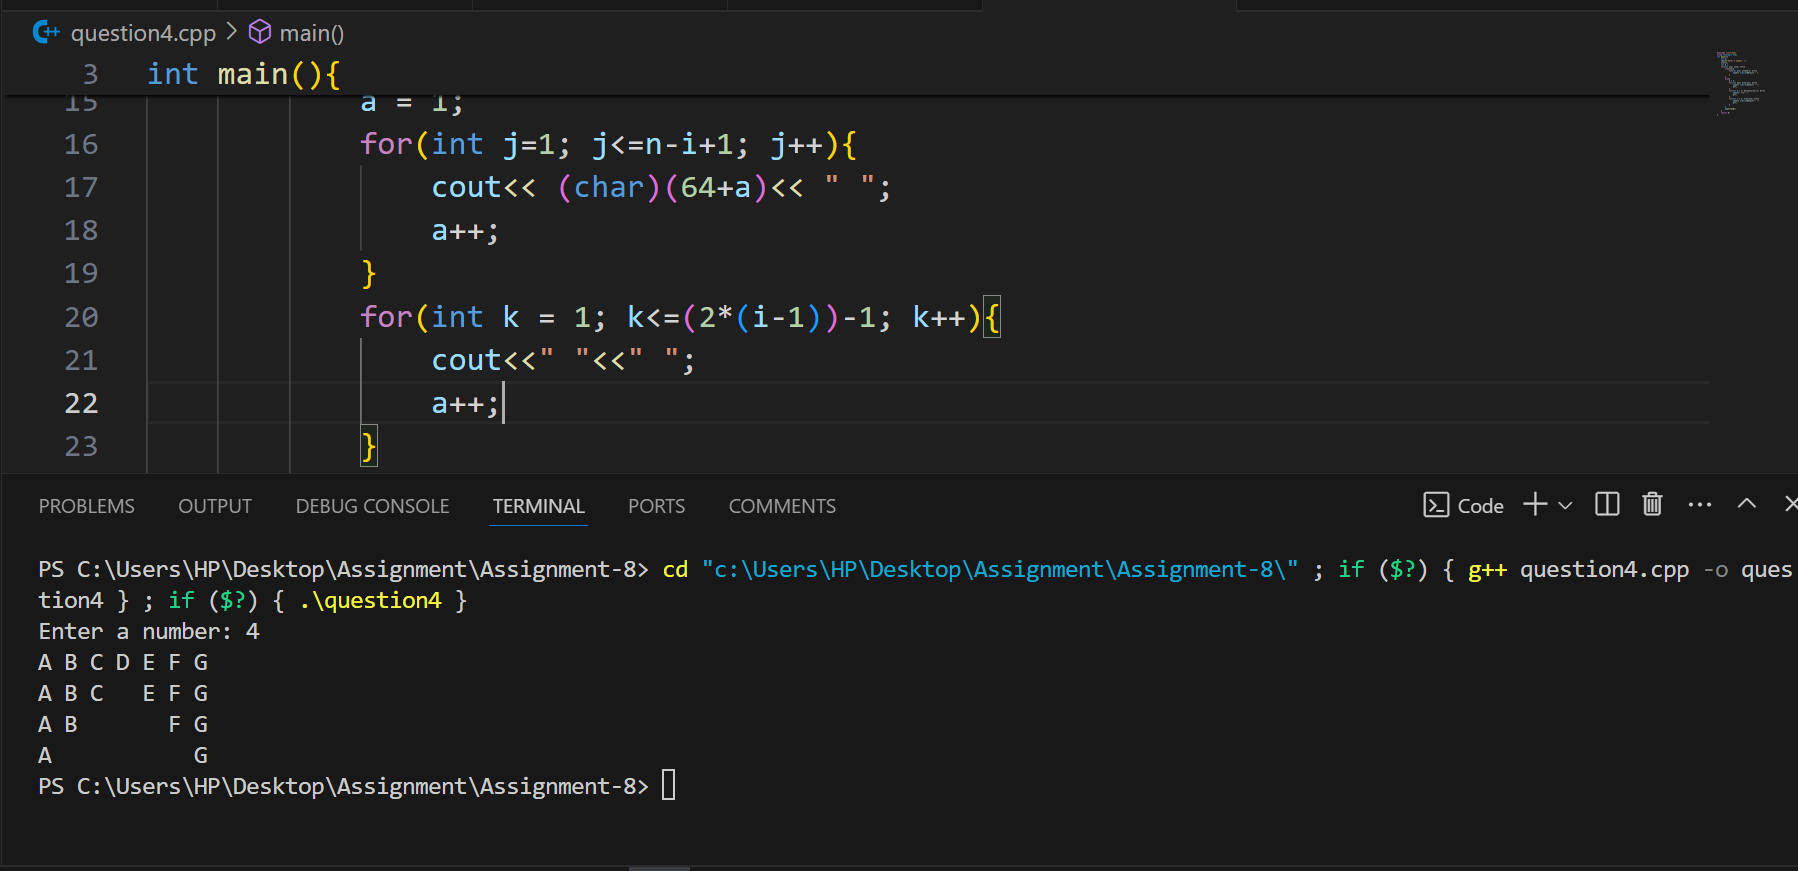 question4.cpp > main()
3 int main(){
15 a = 1;
16 for(int j=1; j<=n-i+1; j++){
17 cout<< (char)(64+a)<< " ";
18 a++;
19 }
20 for(int k = 1; k<=(2*(i-1))-1; k++){
21 cout<<" "<<" ";
22 a++;
23 }
PROBLEMS OUTPUT DEBUG CONSOLE TERMINAL PORTS COMMENTS Code
PS C:\Users\HP\Desktop\Assignment\Assignment-8> cd "c:\Users\HP\Desktop\Assignment\Assignment-8\" ; if ($?) { g++ question4.cpp -o ques
tion4 } ; if ($?) { .\question4 }
Enter a number: 4
A B C D E F G
A B C   E F G
A B       F G
A           G
PS C:\Users\HP\Desktop\Assignment\Assignment-8>